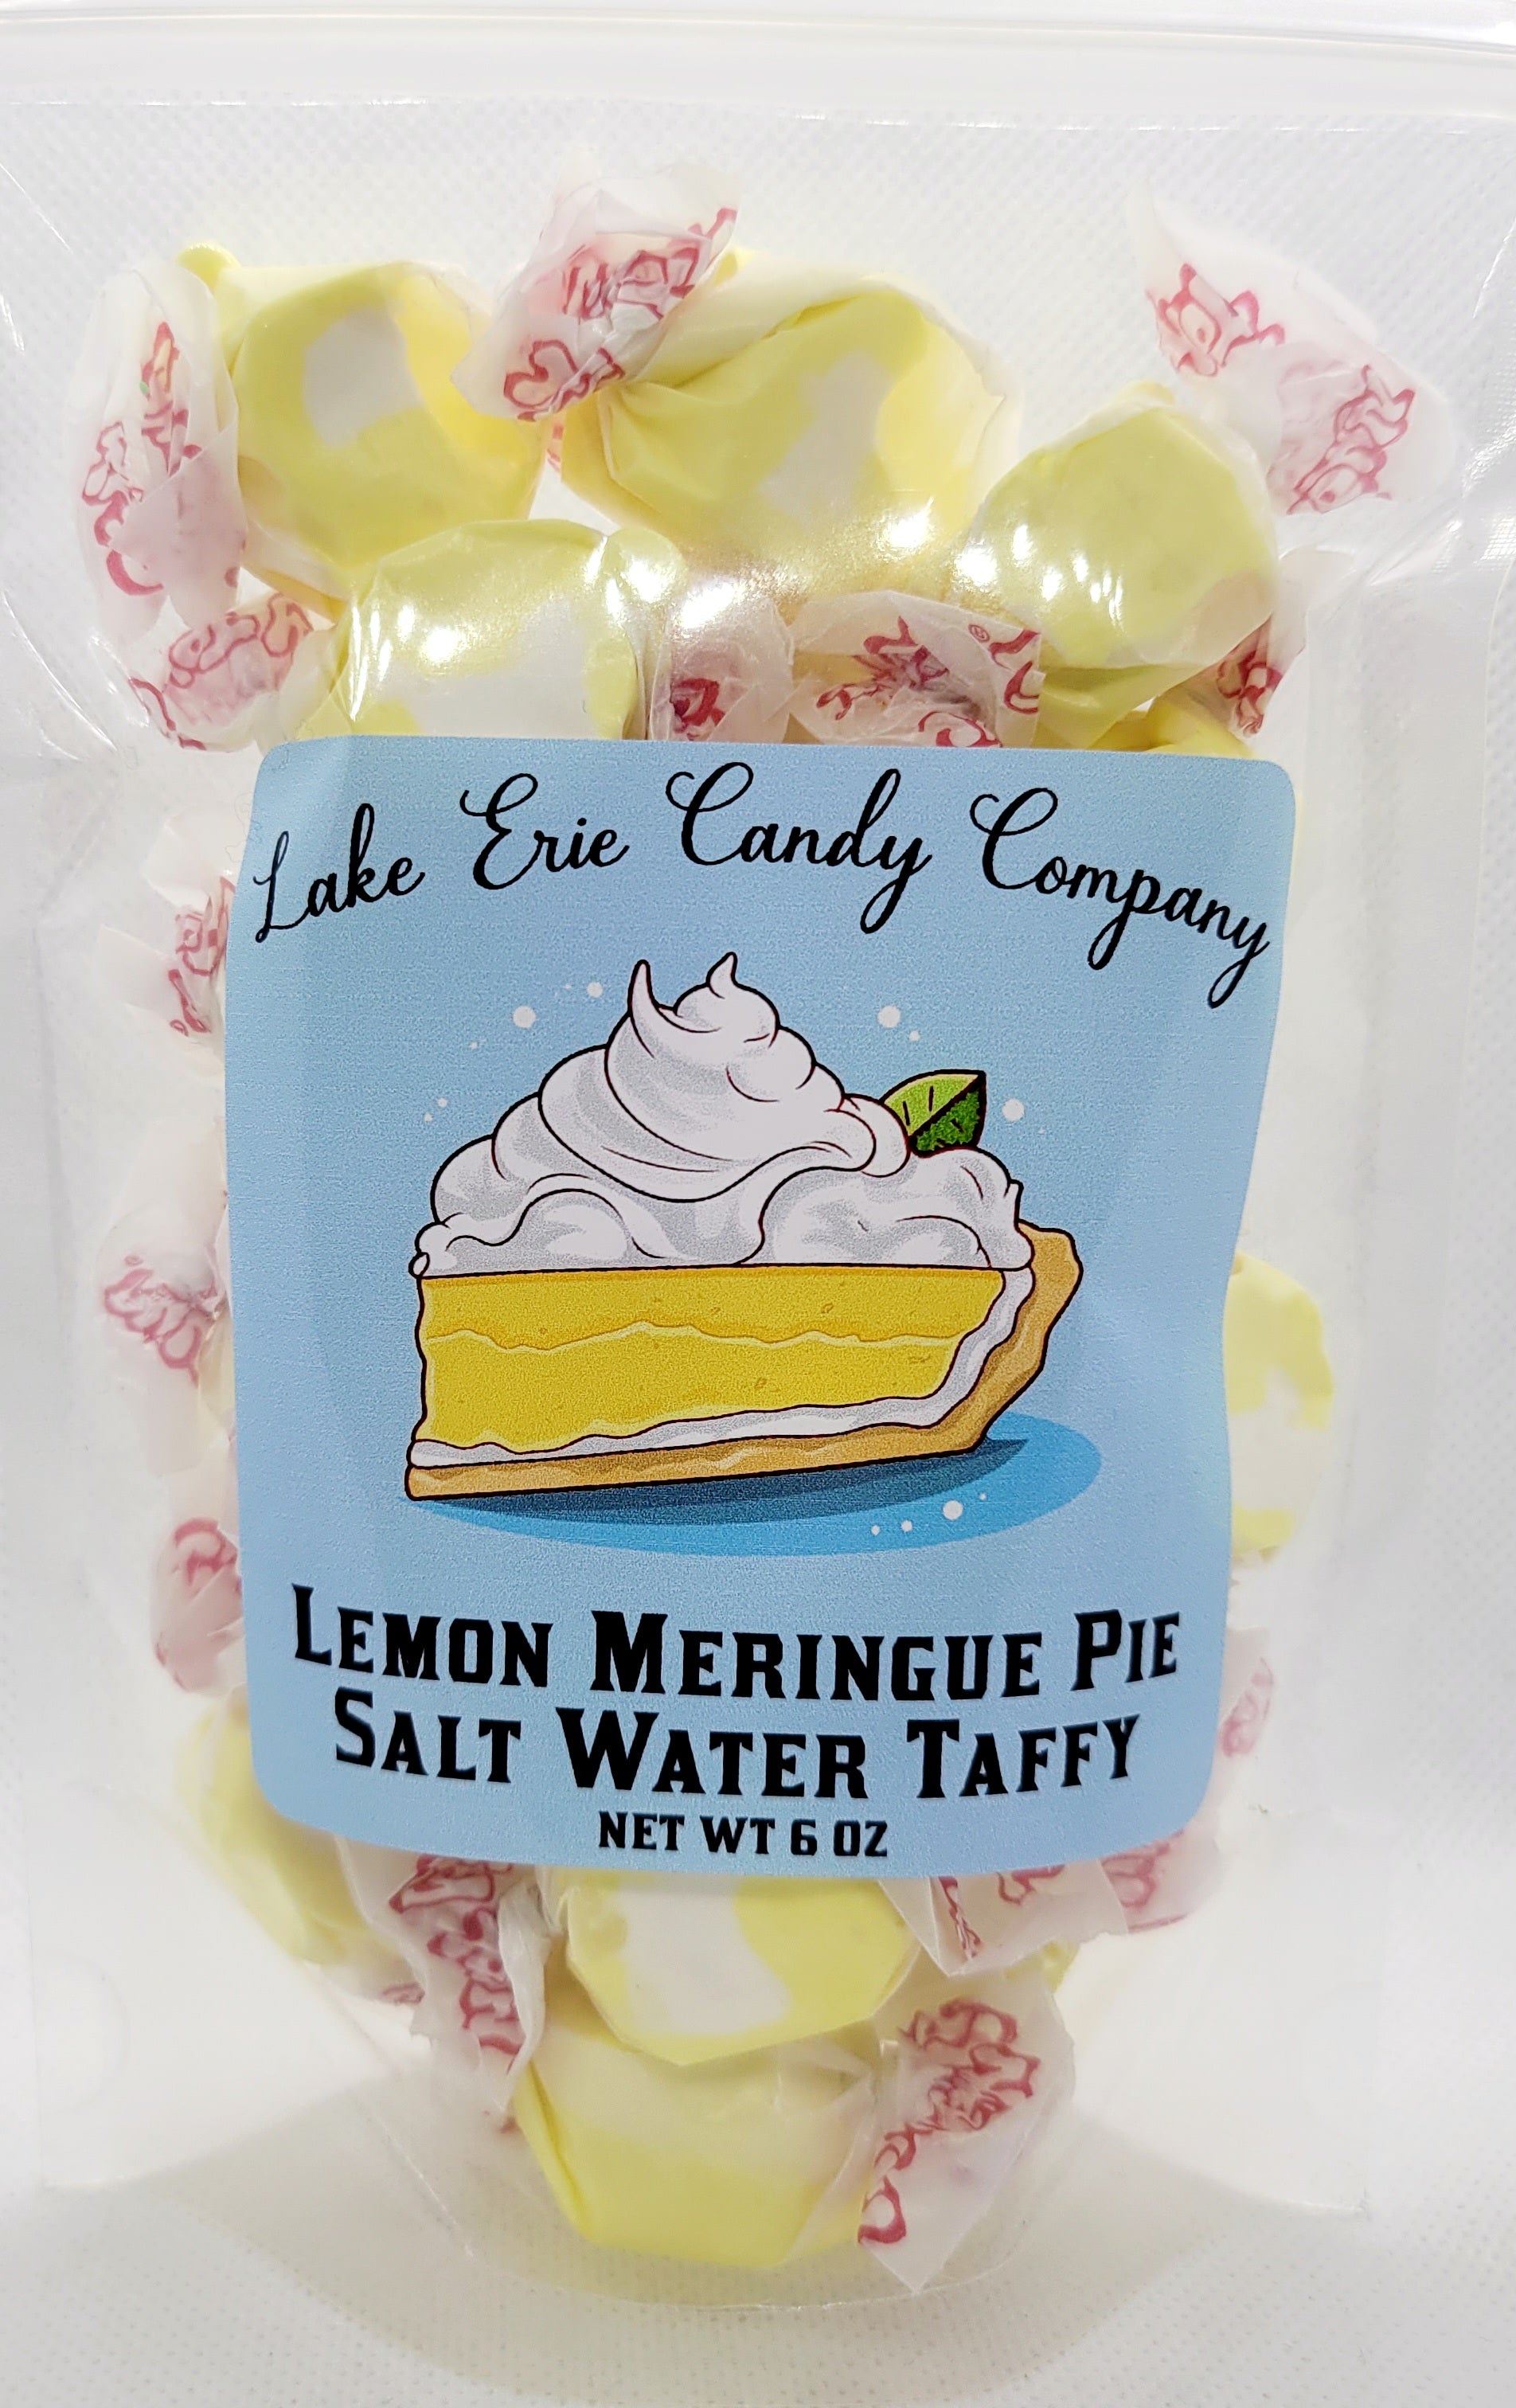 Lake Erie Candy Company
LEMON MERINGUE PIE
SALT WATER TAFFY
NET WT 6 OZ